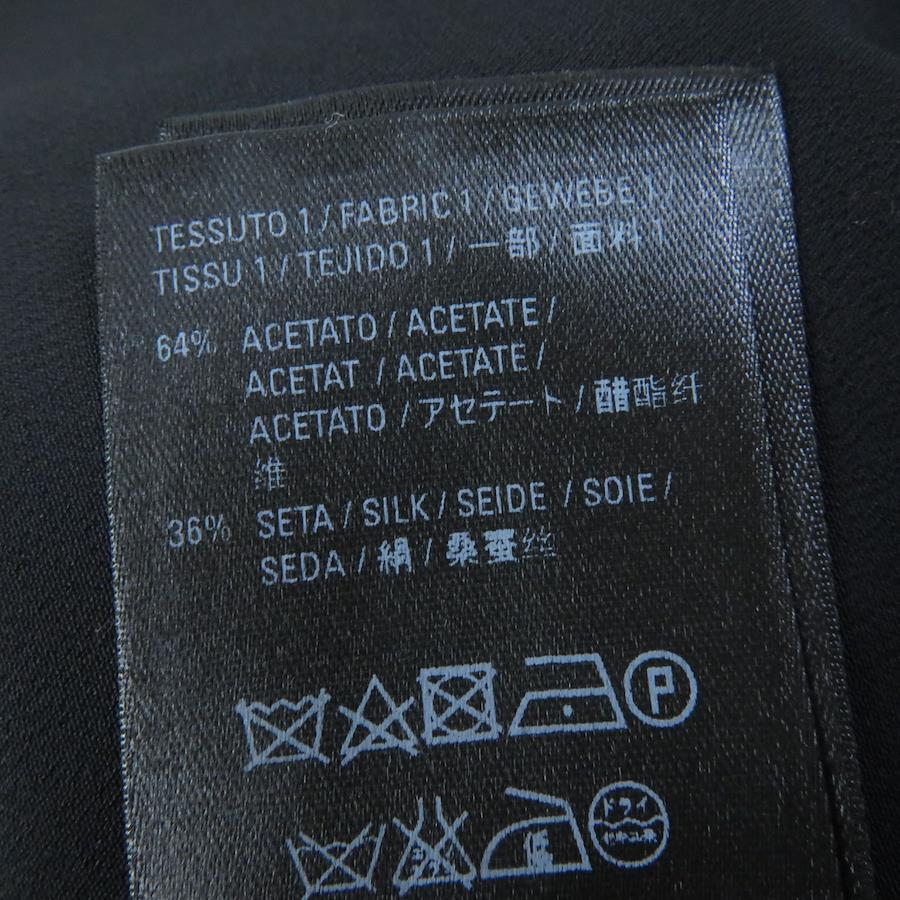 TESSUTO 1 / FABRIC 1 / GEWEBE 1 /
TISSU 1 / TEJIDO 1 / 一部 / 面料 1
64% ACETATO / ACETATE /
ACETAT / ACETATE /
ACETATO / アセテート / 醋酯纤
维
36% SETA / SILK / SEIDE / SOIE /
SEDA / 絹 / 桑蚕丝
P
ドライ
低